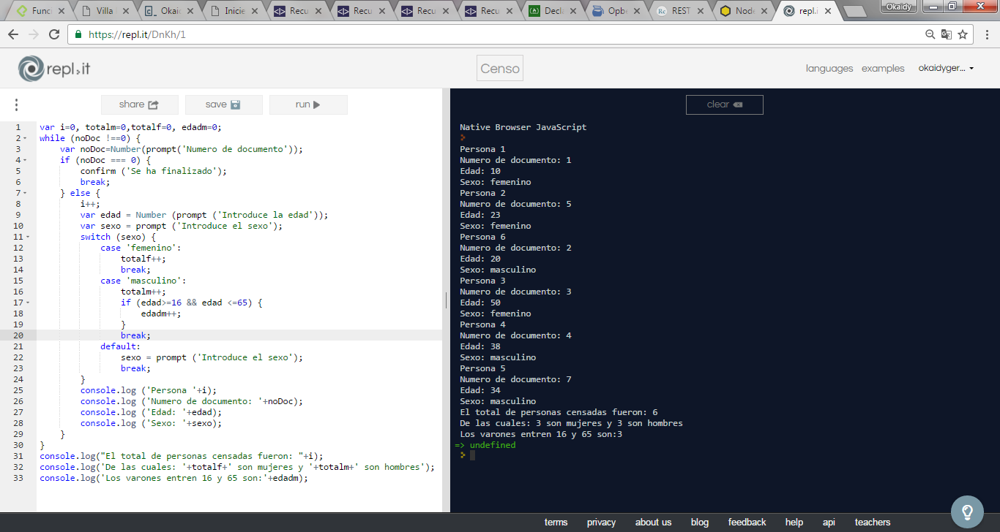 Funci
Villa
Okaid
Inicie
Recu
Recu
Recu
Recu
Decla
Opbe
REST
Node
repl.i
Okaidy
https://repl.it/DnKh/1
repl.it
Censo
languages
examples
okaidyger...
share
save
run
1 var i=0, totalm=0,totalf=0, edadm=0;
2 while (noDoc !==0) {
3 var noDoc=Number(prompt('Numero de documento'));
4 if (noDoc === 0) {
5 confirm ('Se ha finalizado');
6 break;
7 } else {
8 i++;
9 var edad = Number (prompt ('Introduce la edad'));
10 var sexo = prompt ('Introduce el sexo');
11 switch (sexo) {
12 case 'femenino':
13 totalf++;
14 break;
15 case 'masculino':
16 totalm++;
17 if (edad>=16 && edad <=65) {
18 edadm++;
19 }
20 break;
21 default:
22 sexo = prompt ('Introduce el sexo');
23 break;
24 }
25 console.log ('Persona '+i);
26 console.log ('Numero de documento: '+noDoc);
27 console.log ('Edad: '+edad);
28 console.log ('Sexo: '+sexo);
29 }
30 }
31 console.log("El total de personas censadas fueron: "+i);
32 console.log('De las cuales: '+totalf+' son mujeres y '+totalm+' son hombres');
33 console.log('Los varones entren 16 y 65 son:'+edadm);
clear
Native Browser JavaScript
Persona 1
Numero de documento: 1
Edad: 10
Sexo: femenino
Persona 2
Numero de documento: 5
Edad: 23
Sexo: femenino
Persona 6
Numero de documento: 2
Edad: 20
Sexo: masculino
Persona 3
Numero de documento: 3
Edad: 50
Sexo: femenino
Persona 4
Numero de documento: 4
Edad: 38
Sexo: masculino
Persona 5
Numero de documento: 7
Edad: 34
Sexo: masculino
El total de personas censadas fueron: 6
De las cuales: 3 son mujeres y 3 son hombres
Los varones entren 16 y 65 son:3
=> undefined
terms
privacy
about us
blog
feedback
help
api
teachers